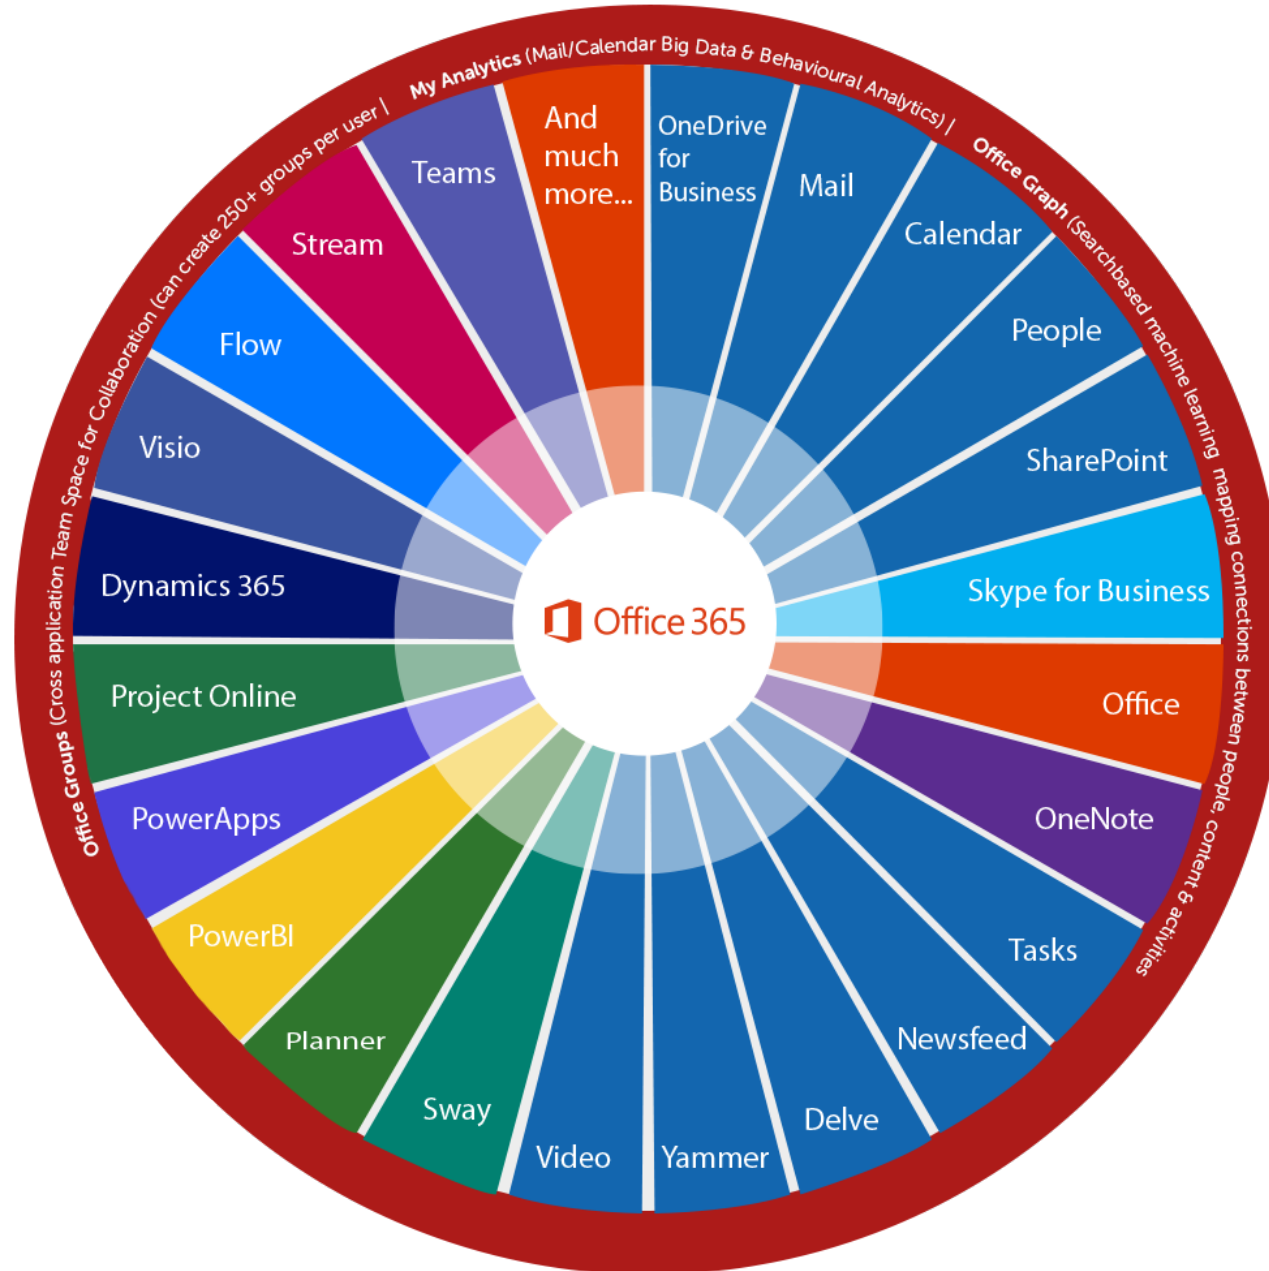 Office Groups (Cross application Team Space for Collaboration (can create 250+ groups per user |
My Analytics (Mail/Calendar Big Data & Behavioural Analytics) |
Office Graph (Searchbased machine learning mapping connections between people, content & activities
OneDrive
for
Business
Mail
Calendar
People
SharePoint
Skype for Business
Office
OneNote
Tasks
Newsfeed
Delve
Yammer
Video
Sway
Planner
PowerBI
PowerApps
Project Online
Dynamics 365
Visio
Flow
Stream
Teams
And
much
more...
Office 365